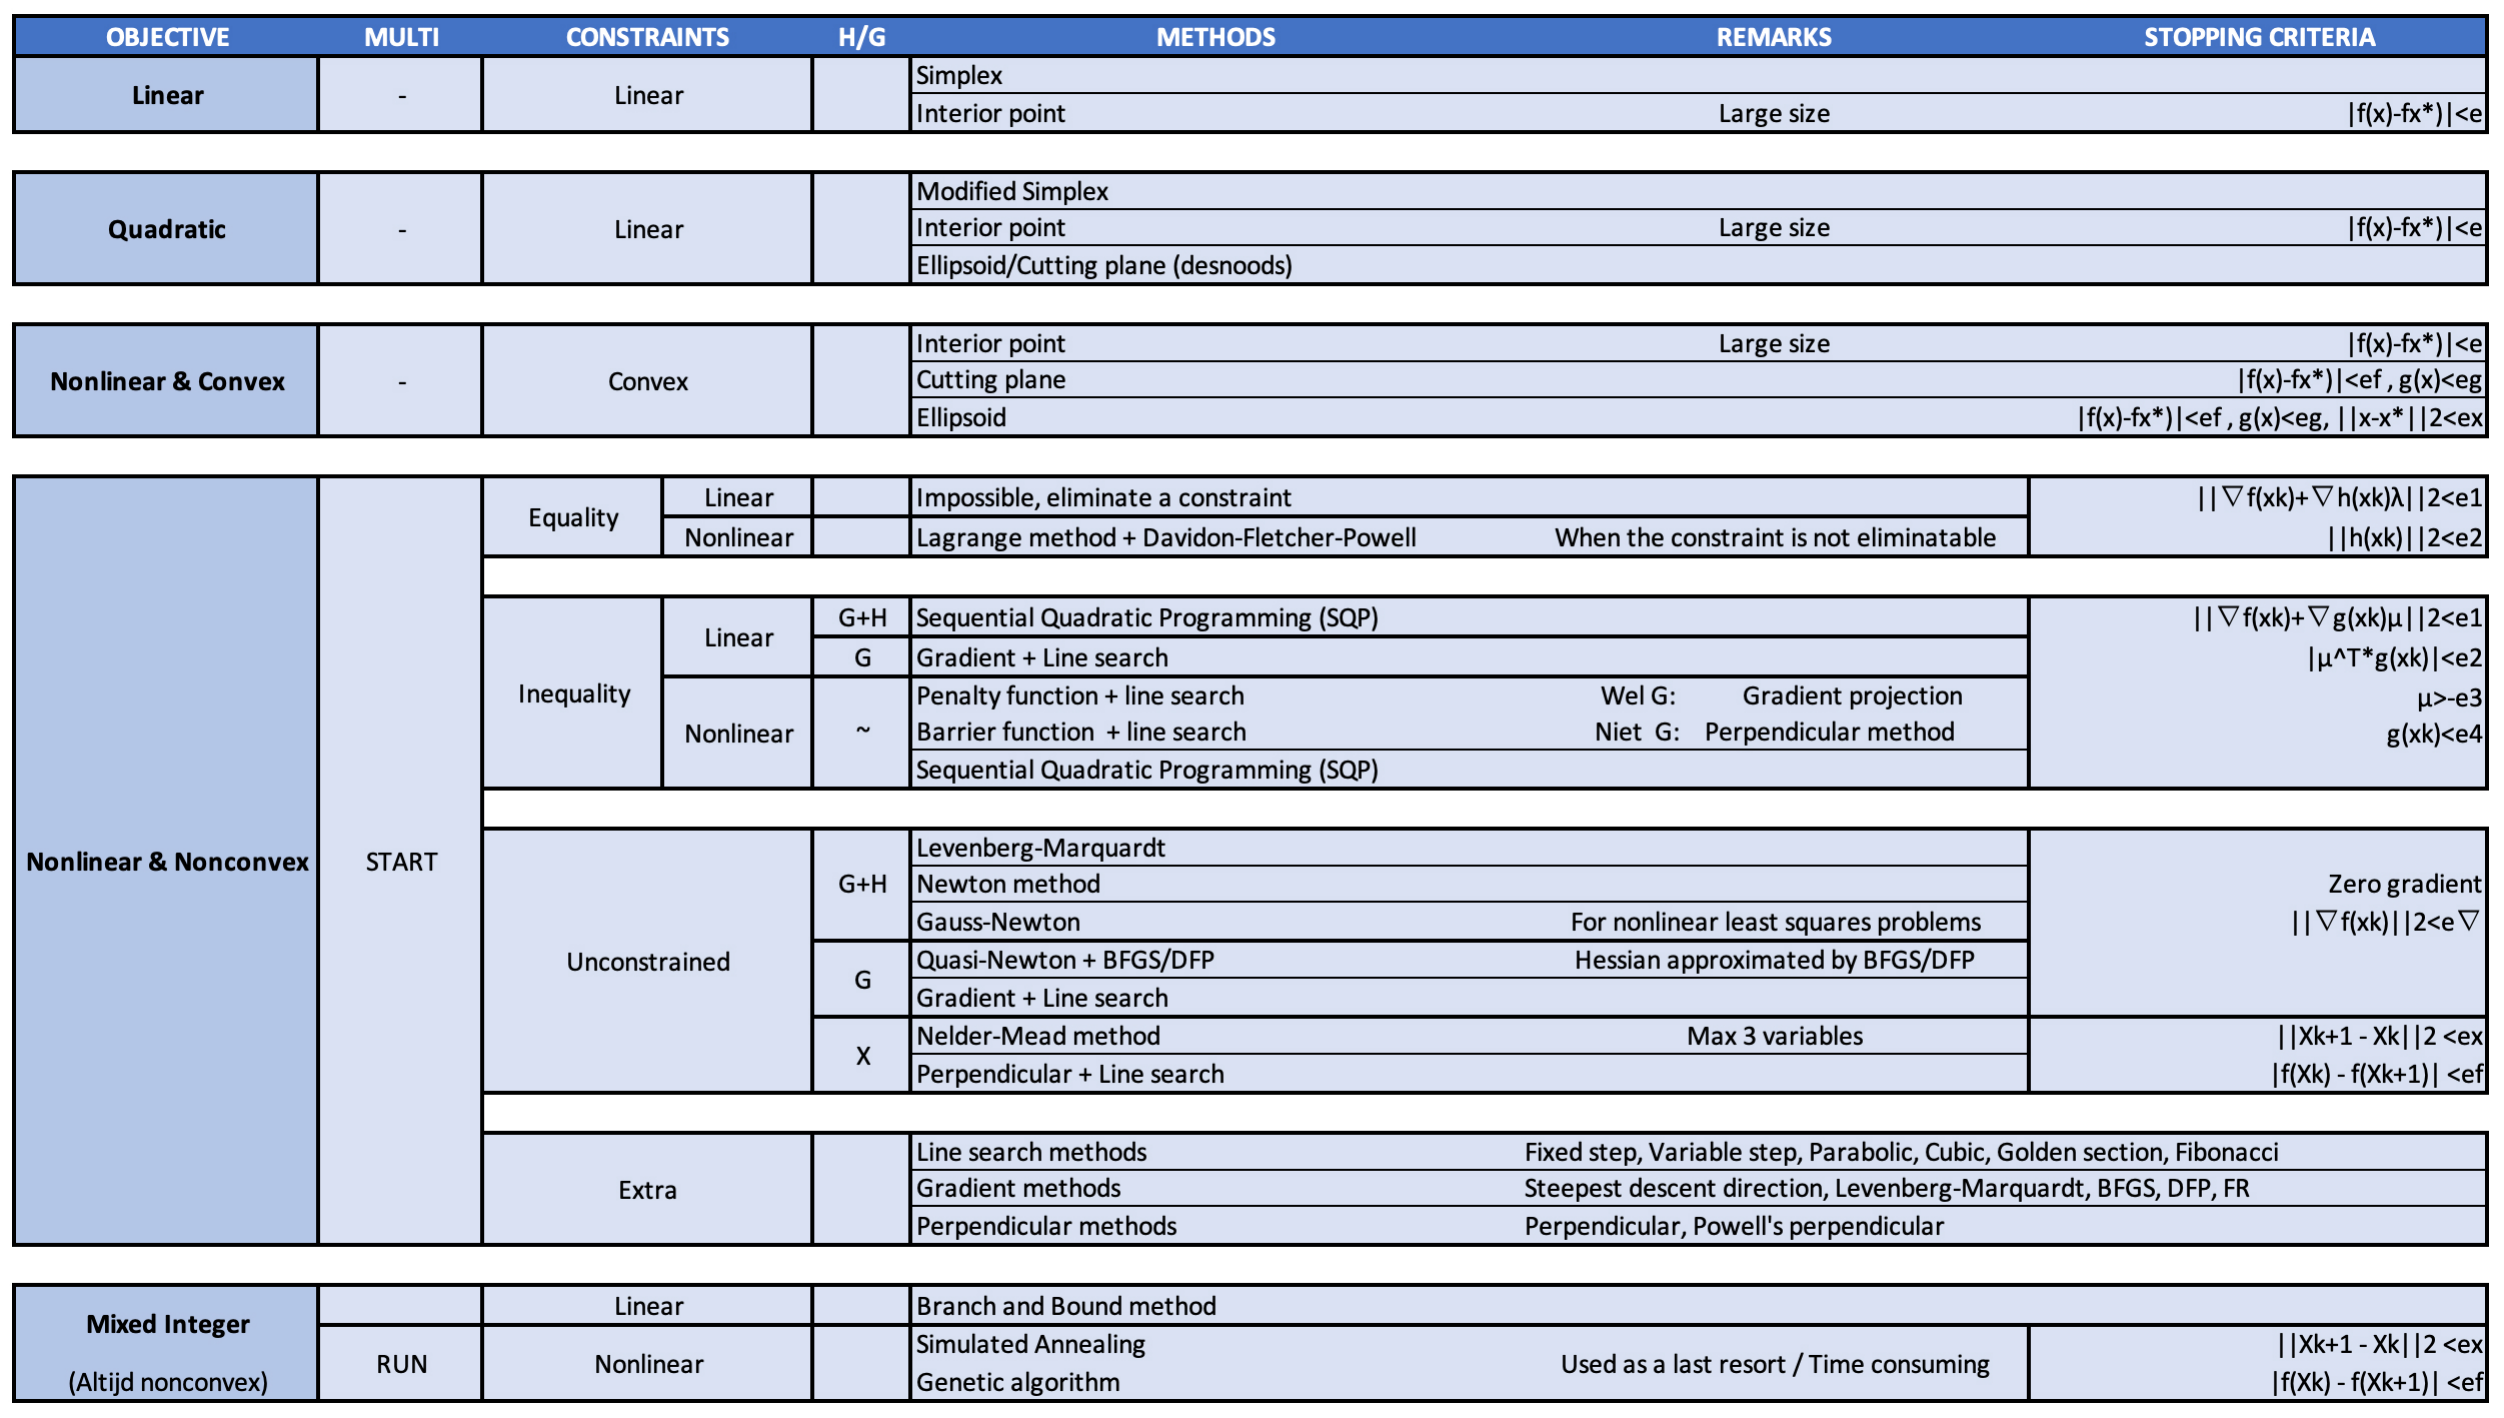 OBJECTIVE MULTI CONSTRAINTS H/G METHODS REMARKS STOPPING CRITERIA
Linear - Linear
Simplex
Interior point Large size |f(x)-fx*)|<e
Quadratic - Linear
Modified Simplex
Interior point Large size |f(x)-fx*)|<e
Ellipsoid/Cutting plane (desnoods)
Nonlinear & Convex - Convex
Interior point Large size |f(x)-fx*)|<e
Cutting plane |f(x)-fx*)|<ef , g(x)<eg
Ellipsoid |f(x)-fx*)|<ef , g(x)<eg, ||x-x*||2<ex
Nonlinear & Nonconvex START
Equality
Linear Impossible, eliminate a constraint ||▽f(xk)+▽h(xk)λ||2<e1
Nonlinear Lagrange method + Davidon-Fletcher-Powell When the constraint is not eliminatable ||h(xk)||2<e2
Inequality
Linear
G+H Sequential Quadratic Programming (SQP) ||▽f(xk)+▽g(xk)μ||2<e1
G Gradient + Line search |μ^T*g(xk)|<e2
Nonlinear ~
Penalty function + line search Wel G: Gradient projection μ>-e3
Barrier function + line search Niet G: Perpendicular method g(xk)<e4
Sequential Quadratic Programming (SQP)
Unconstrained
G+H
Levenberg-Marquardt
Newton method Zero gradient
Gauss-Newton For nonlinear least squares problems ||▽f(xk)||2<e▽
G
Quasi-Newton + BFGS/DFP Hessian approximated by BFGS/DFP
Gradient + Line search
X
Nelder-Mead method Max 3 variables ||Xk+1 - Xk||2 <ex
Perpendicular + Line search |f(Xk) - f(Xk+1)| <ef
Extra
Line search methods Fixed step, Variable step, Parabolic, Cubic, Golden section, Fibonacci
Gradient methods Steepest descent direction, Levenberg-Marquardt, BFGS, DFP, FR
Perpendicular methods Perpendicular, Powell's perpendicular
Mixed Integer
(Altijd nonconvex)
Linear Branch and Bound method
RUN Nonlinear
Simulated Annealing ||Xk+1 - Xk||2 <ex
Used as a last resort / Time consuming
Genetic algorithm |f(Xk) - f(Xk+1)| <ef